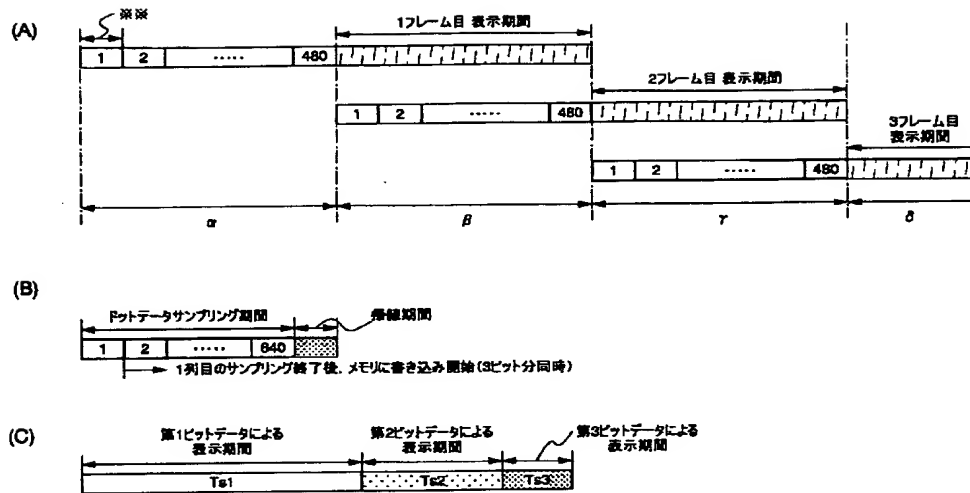 (A)
※※
1フレーム目 表示期間
1 2 ..... 480
2フレーム目 表示期間
1 2 ..... 480
3フレーム目
表示期間
1 2 ..... 480
α β γ δ
(B)
ドットデータサンプリング期間
帰線期間
1 2 ..... 640
1列目のサンプリング終了後、メモリに書き込み開始(3ビット分同時)
(C)
第1ビットデータによる
表示期間
第2ビットデータによる
表示期間
第3ビットデータによる
表示期間
Ts1 Ts2 Ts3